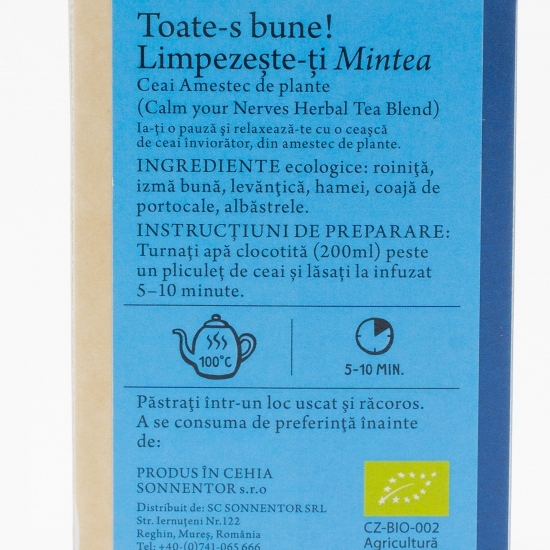 Toate-s bune!
Limpezește-ți Mintea
Ceai Amestec de plante
(Calm your Nerves Herbal Tea Blend)
Ia-ți o pauză și relaxează-te cu o ceașcă
de ceai înviorător, din amestec de plante.
INGREDIENTE ecologice: roiniță,
izmă bună, levănțică, hamei, coajă de
portocale, albăstrele.
INSTRUCȚIUNI DE PREPARARE:
Turnați apă clocotită (200ml) peste
un pliculeț de ceai și lăsați la infuzat
5–10 minute.
100°C
5-10 MIN.
Păstrați într-un loc uscat și răcoros.
A se consuma de preferință înainte
de:
PRODUS ÎN CEHIA
SONNENTOR s.r.o
Distribuit de: SC SONNENTOR SRL
Str. Iernuțeni Nr.122
Reghin, Mureș, România
Tel: +40-(0)741-065 666
CZ-BIO-002
Agricultură